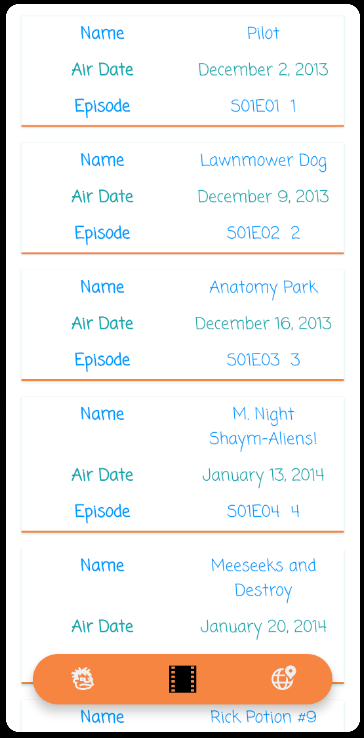 Name Pilot
Air Date December 2, 2013
Episode S01E01 1
Name Lawnmower Dog
Air Date December 9, 2013
Episode S01E02 2
Name Anatomy Park
Air Date December 16, 2013
Episode S01E03 3
Name M. Night
Shaym-Aliens!
Air Date January 13, 2014
Episode S01E04 4
Name Meeseeks and
Destroy
Air Date January 20, 2014
Name Rick Potion #9